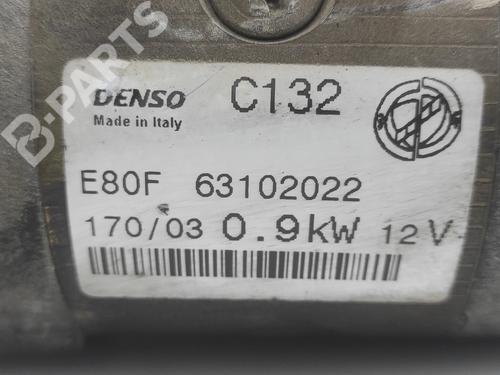 B-PARTS
DENSO C132
Made in Italy
E80F 63102022
170/03 0.9kW 12V